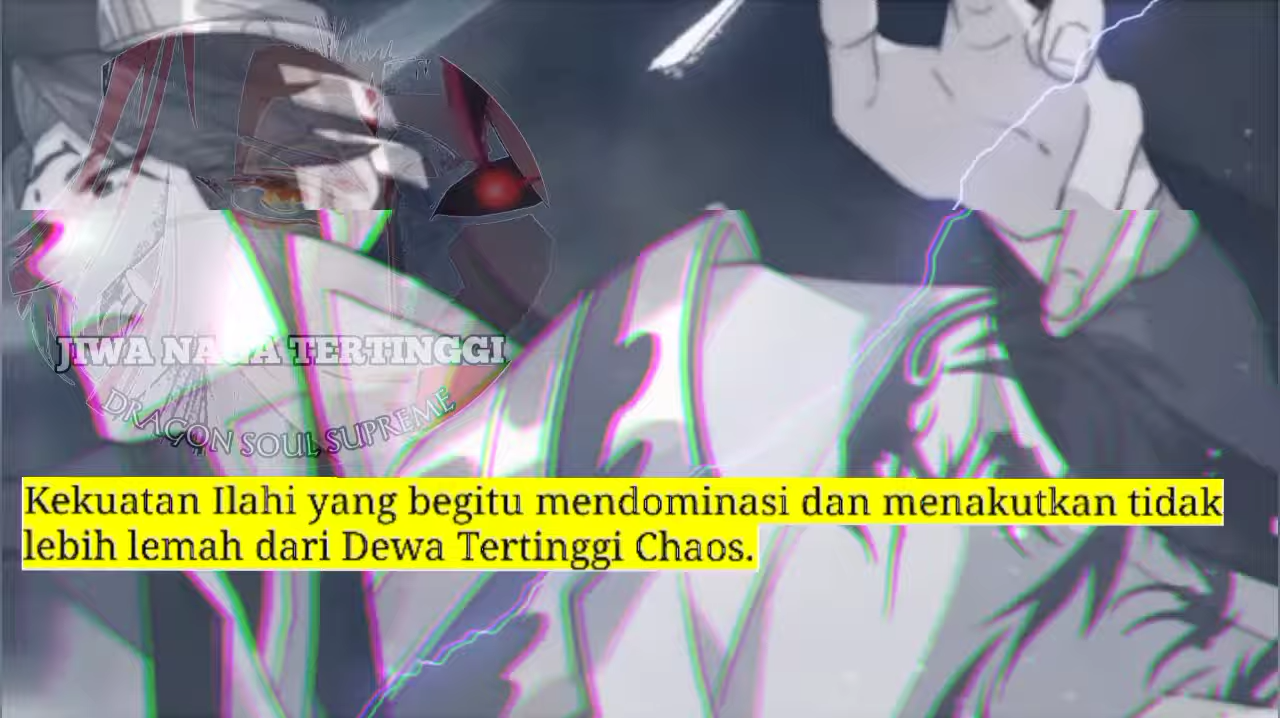 JIWA NAGA TERTINGGI
DRAGON SOUL SUPREME
Kekuatan Ilahi yang begitu mendominasi dan menakutkan tidak
lebih lemah dari Dewa Tertinggi Chaos.